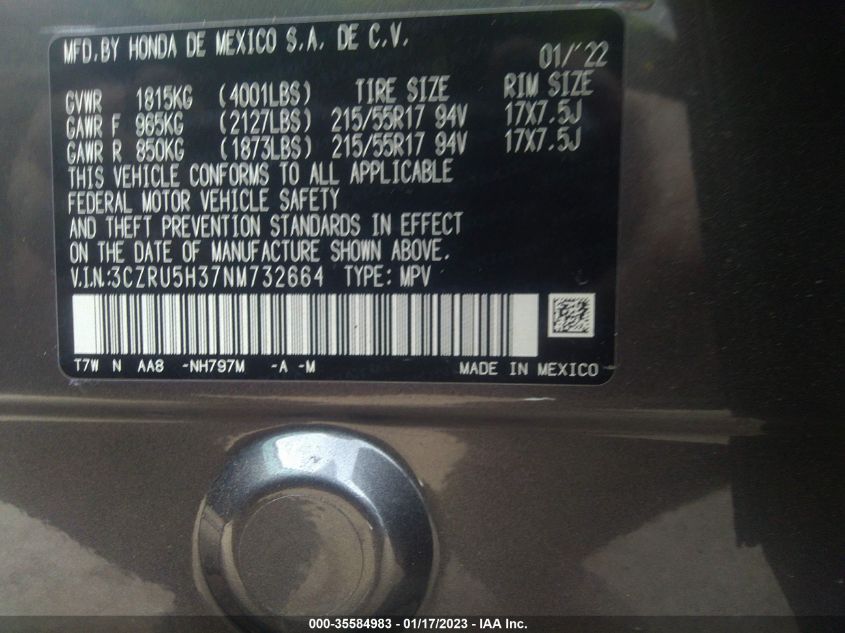 MFD.BY HONDA DE MEXICO S.A. DE C.V.
01/'22
GVWR 1815KG (4001LBS) TIRE SIZE RIM SIZE
GAWR F 965KG (2127LBS) 215/55R17 94V 17X7.5J
GAWR R 850KG (1873LBS) 215/55R17 94V 17X7.5J
THIS VEHICLE CONFORMS TO ALL APPLICABLE
FEDERAL MOTOR VEHICLE SAFETY
AND THEFT PREVENTION STANDARDS IN EFFECT
ON THE DATE OF MANUFACTURE SHOWN ABOVE.
V.I.N.:3CZRU5H37NM732664 TYPE: MPV
T7W N AA8 -NH797M -A -M MADE IN MEXICO
000-35584983 - 01/17/2023 - IAA Inc.